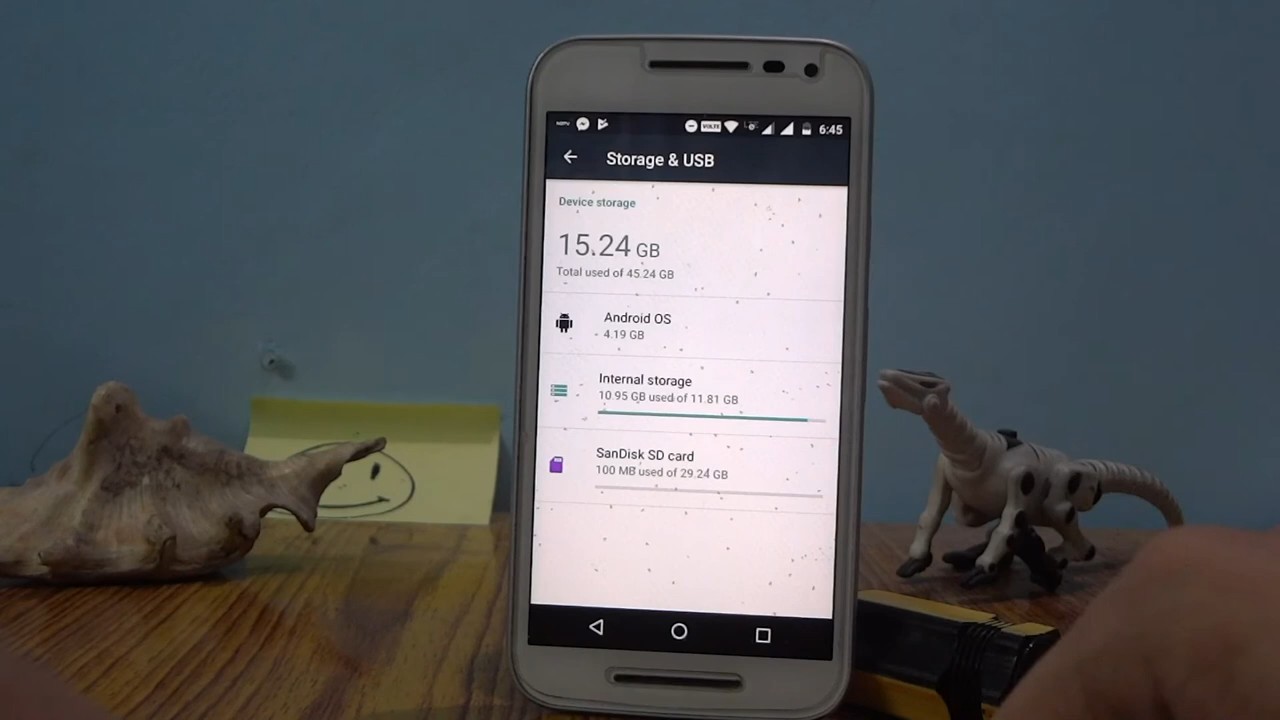 VOLTE 6:45
Storage & USB
Device storage
15.24 GB
Total used of 45.24 GB
Android OS
4.19 GB
Internal storage
10.95 GB used of 11.81 GB
SanDisk SD card
100 MB used of 29.24 GB